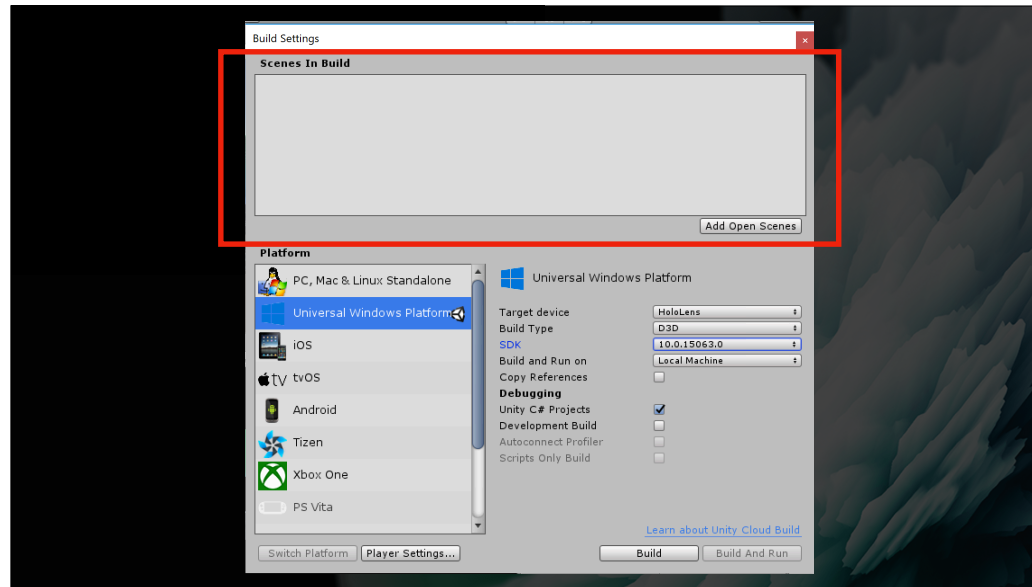 Build Settings
Scenes In Build
Add Open Scenes
Platform
PC, Mac & Linux Standalone
Universal Windows Platform
iOS
tv tvOS
Android
Tizen
Xbox One
PS Vita
Universal Windows Platform
Target device HoloLens
Build Type D3D
SDK 10.0.15063.0
Build and Run on Local Machine
Copy References
Debugging
Unity C# Projects
Development Build
Autoconnect Profiler
Scripts Only Build
Learn about Unity Cloud Build
Switch Platform Player Settings... Build Build And Run